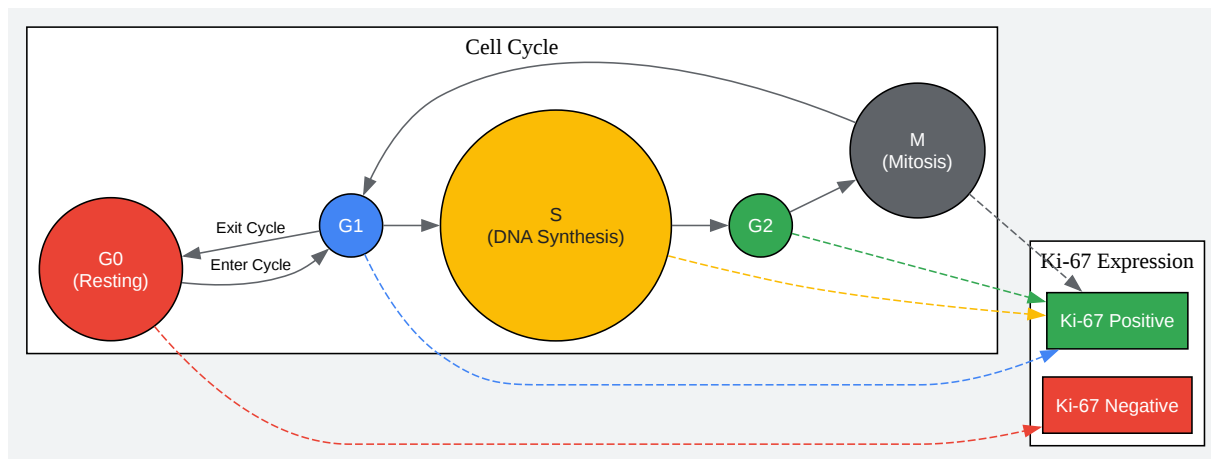 Cell Cycle
G0
(Resting)
Exit Cycle
Enter Cycle
G1
S
(DNA Synthesis)
G2
M
(Mitosis)
Ki-67 Expression
Ki-67 Positive
Ki-67 Negative